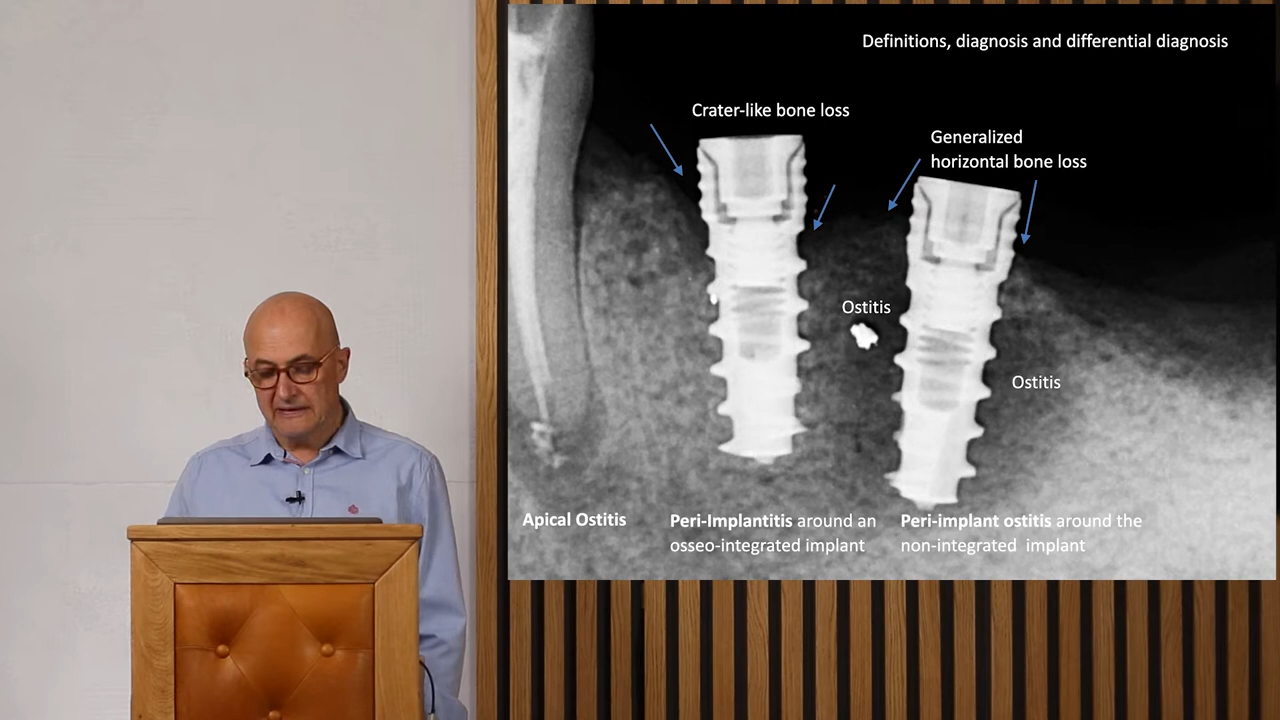 Definitions, diagnosis and differential diagnosis
Crater-like bone loss
Generalized
horizontal bone loss
Ostitis
Ostitis
Apical Ostitis
Peri-Implantitis around an
osseo-integrated implant
Peri-implant ostitis around the
non-integrated implant